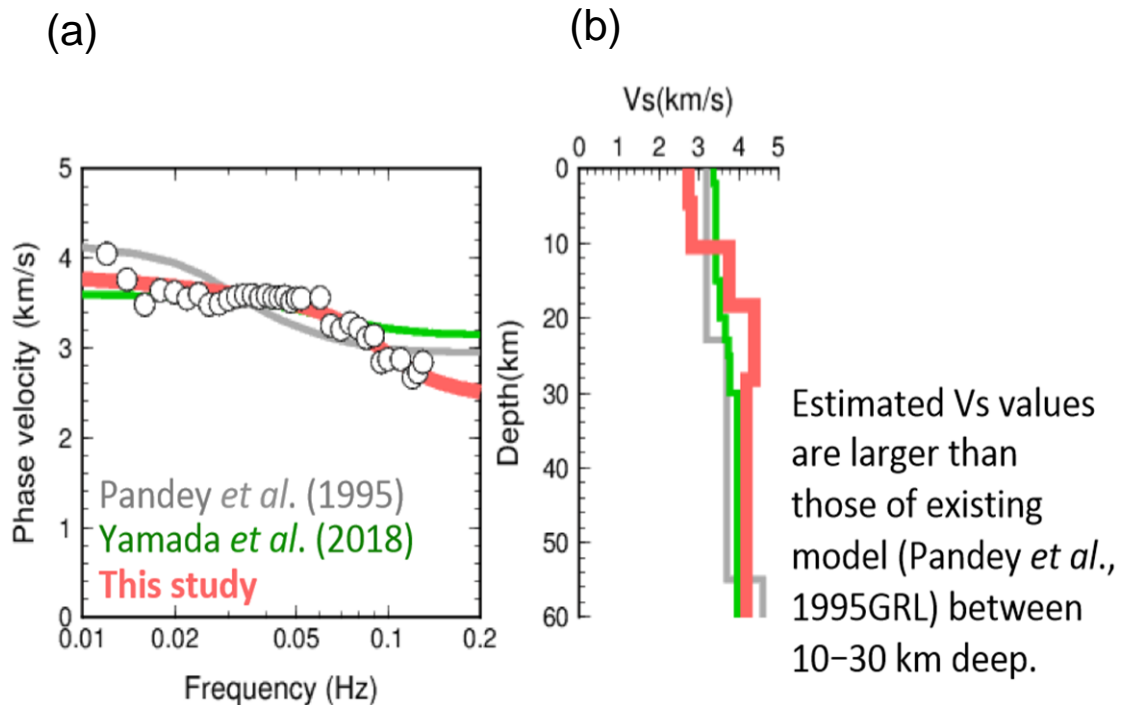 (a)
(b)
Vs(km/s)
0 1 2 3 4 5
5
4
3
2
1
0
Phase velocity (km/s)
Pandey et al. (1995)
Yamada et al. (2018)
This study
0.01 0.02 0.05 0.1 0.2
Frequency (Hz)
0
10
20
30
40
50
60
Depth(km)
Estimated Vs values
are larger than
those of existing
model (Pandey et al.,
1995GRL) between
10−30 km deep.